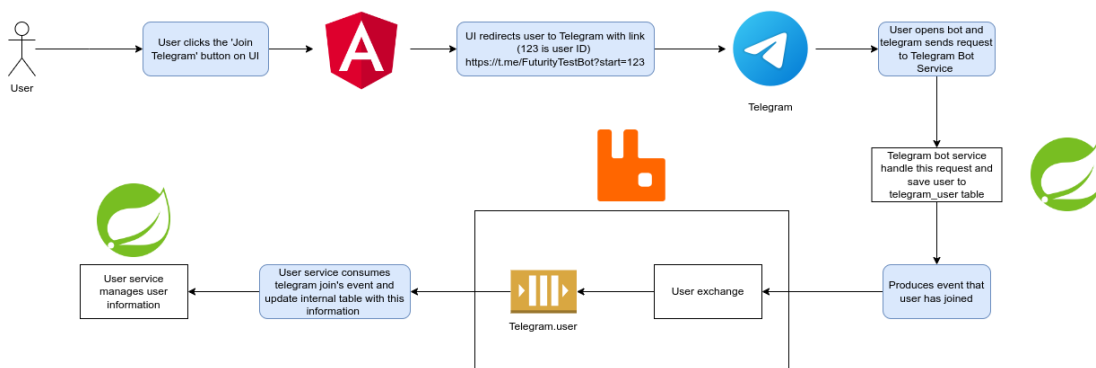 User
User clicks the 'Join
Telegram' button on UI
A
UI redirects user to Telegram with link
(123 is user ID)
https://t.me/FuturityTestBot?start=123
Telegram
User opens bot and
telegram sends request
to Telegram Bot
Service
Telegram bot service
handle this request and
save user to
telegram_user table
Produces event that
user has joined
User exchange
Telegram.user
User service consumes
telegram join's event and
update internal table with this
information
User service
manages user
information